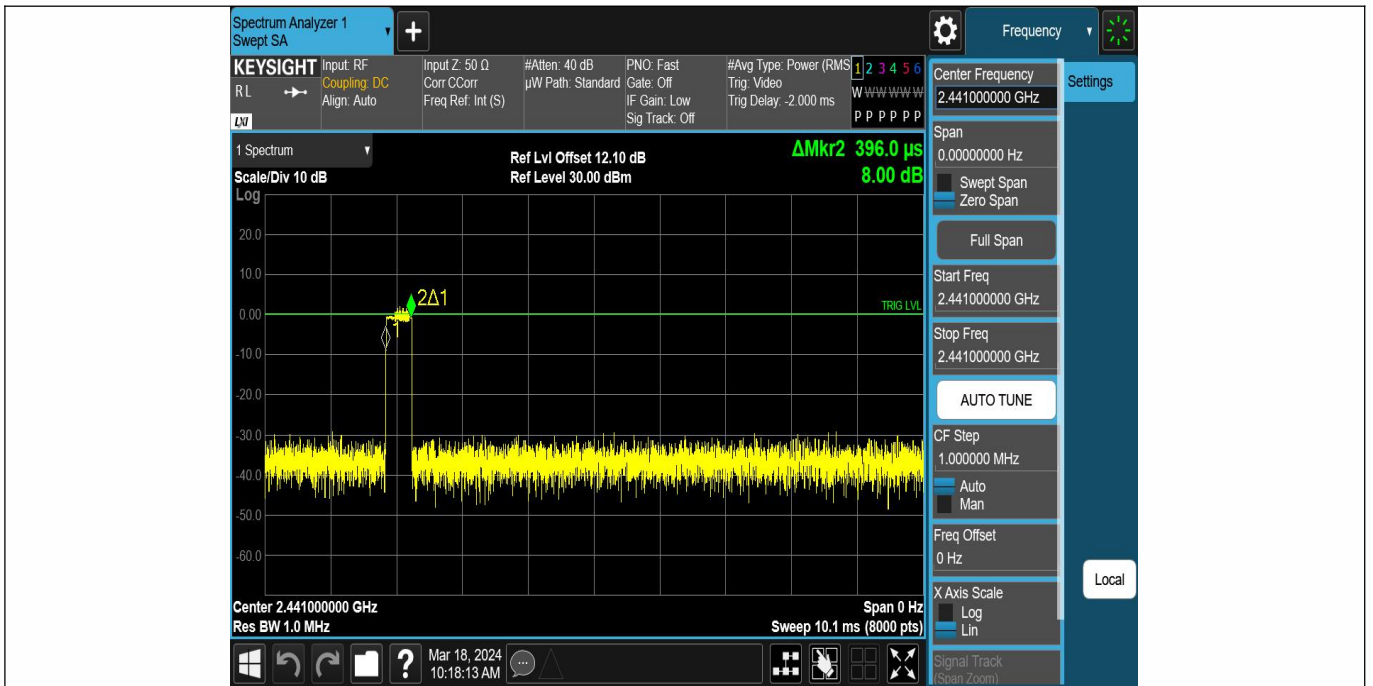 Spectrum Analyzer 1
Swept SA
+
Frequency
KEYSIGHT
RL
LXI
Input: RF
Coupling: DC
Align: Auto
Input Z: 50 Ω
Corr CCorr
Freq Ref: Int (S)
#Atten: 40 dB
µW Path: Standard
PNO: Fast
Gate: Off
IF Gain: Low
Sig Track: Off
#Avg Type: Power (RMS
Trig: Video
Trig Delay: -2.000 ms
1 2 3 4 5 6
W W W W W W
P P P P P P
1 Spectrum
Scale/Div 10 dB
Ref Lvl Offset 12.10 dB
Ref Level 30.00 dBm
ΔMkr2 396.0 µs
8.00 dB
Log
20.0
10.0
0.00
-10.0
-20.0
-30.0
-40.0
-50.0
-60.0
2Δ1
1
TRIG LVL
Center 2.441000000 GHz
Res BW 1.0 MHz
Span 0 Hz
Sweep 10.1 ms (8000 pts)
Center Frequency
2.441000000 GHz
Settings
Span
0.00000000 Hz
Swept Span
Zero Span
Full Span
Start Freq
2.441000000 GHz
Stop Freq
2.441000000 GHz
AUTO TUNE
CF Step
1.000000 MHz
Auto
Man
Freq Offset
0 Hz
X Axis Scale
Log
Lin
Signal Track
(Span Zoom)
Local
?
Mar 18, 2024
10:18:13 AM